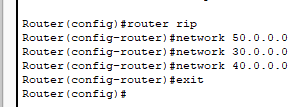 Router(config)#router rip
Router(config-router)#network 50.0.0.0
Router(config-router)#network 30.0.0.0
Router(config-router)#network 40.0.0.0
Router(config-router)#exit
Router(config)#